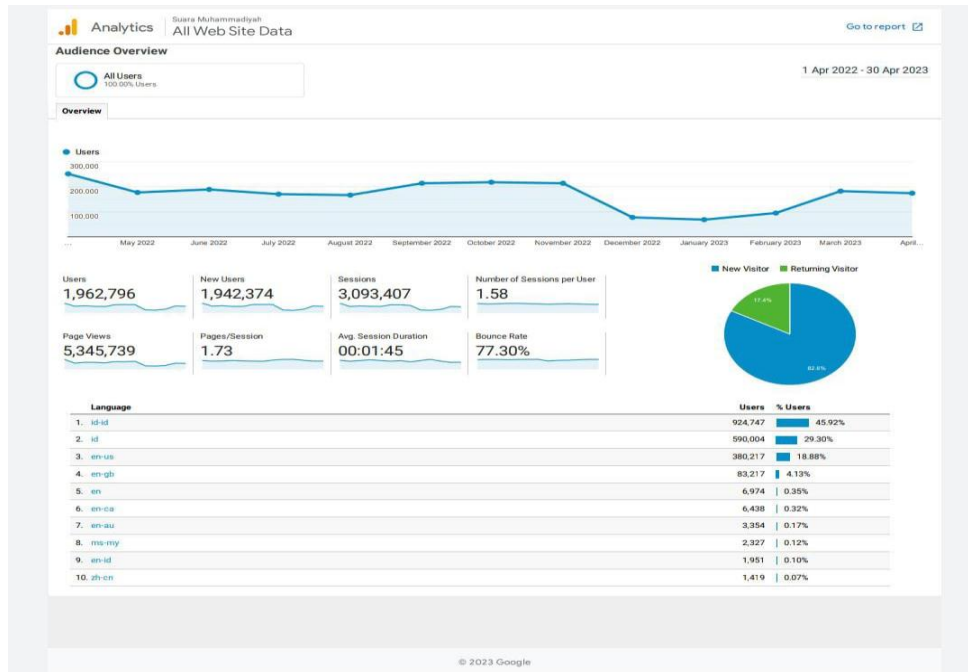 Analytics
Suara Muhammadiyah
All Web Site Data
Go to report
Audience Overview
All Users
100.00% Users
1 Apr 2022 - 30 Apr 2023
Overview
Users
300,000
200,000
100,000
... May 2022 June 2022 July 2022 August 2022 September 2022 October 2022 November 2022 December 2022 January 2023 February 2023 March 2023 April...
New Visitor Returning Visitor
Users New Users Sessions Number of Sessions per User
1,962,796 1,942,374 3,093,407 1.58
17.4%
Page Views Pages/Session Avg. Session Duration Bounce Rate
5,345,739 1.73 00:01:45 77.30%
82.6%
Language Users % Users
1. id-id 924,747 45.92%
2. id 590,004 29.30%
3. en-us 380,217 18.88%
4. en-gb 83,217 4.13%
5. en 6,974 0.35%
6. en-ca 6,438 0.32%
7. en-au 3,354 0.17%
8. ms-my 2,327 0.12%
9. en-id 1,951 0.10%
10. zh-cn 1,419 0.07%
© 2023 Google